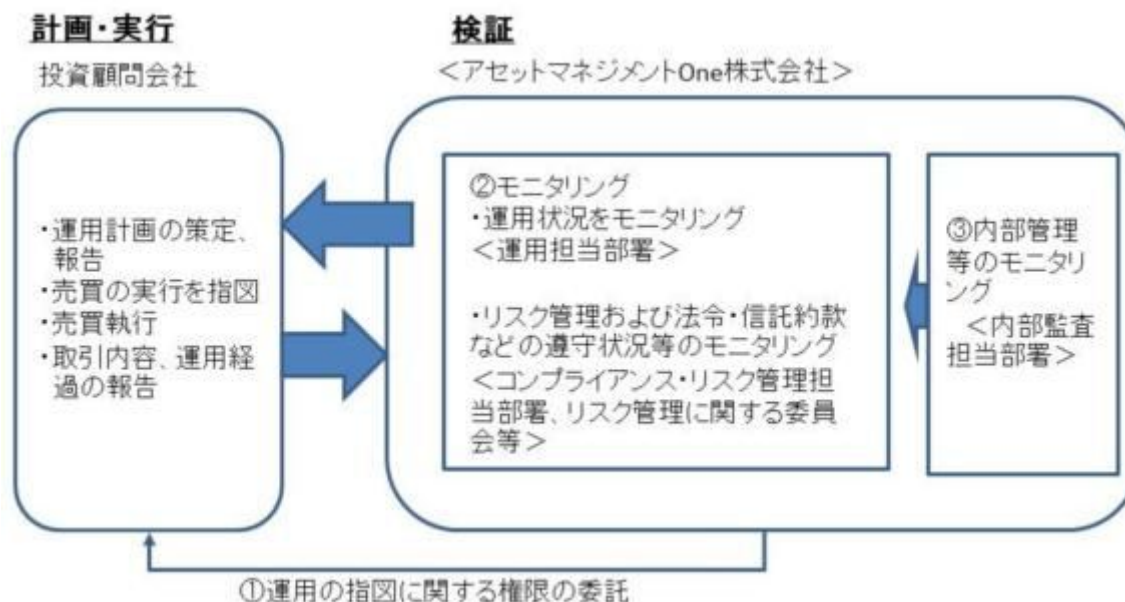 計画・実行
投資顧問会社
・運用計画の策定、
報告
・売買の実行を指図
・売買執行
・取引内容、運用経
過の報告
検証
＜アセットマネジメントOne株式会社＞
②モニタリング
・運用状況をモニタリング
＜運用担当部署＞
・リスク管理および法令・信託約款
などの遵守状況等のモニタリング
＜コンプライアンス・リスク管理担
当部署、リスク管理に関する委員
会等＞
③内部管理
等のモニタリ
ング
＜内部監査
担当部署＞
①運用の指図に関する権限の委託